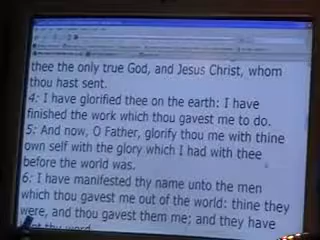 thee the only true God, and Jesus Christ, whom
thou hast sent.
4: I have glorified thee on the earth: I have
finished the work which thou gavest me to do.
5: And now, O Father, glorify thou me with thine
own self with the glory which I had with thee
before the world was.
6: I have manifested thy name unto the men
which thou gavest me out of the world: thine they
were, and thou gavest them me; and they have
thy word